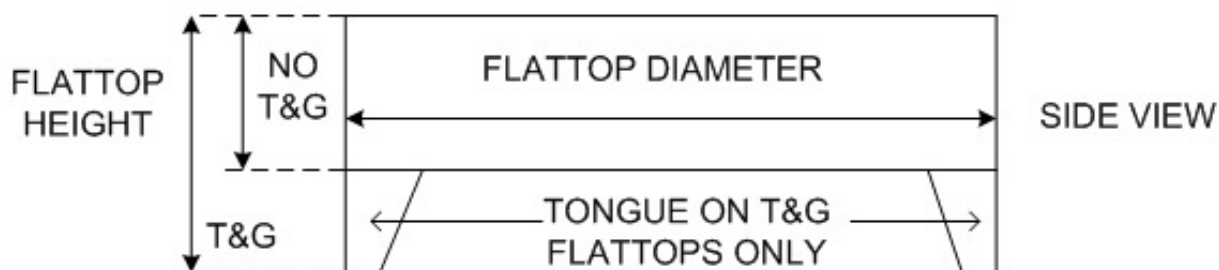 FLATTOP
HEIGHT
NO
T&G
FLATTOP DIAMETER
SIDE VIEW
T&G
TONGUE ON T&G
FLATTOPS ONLY